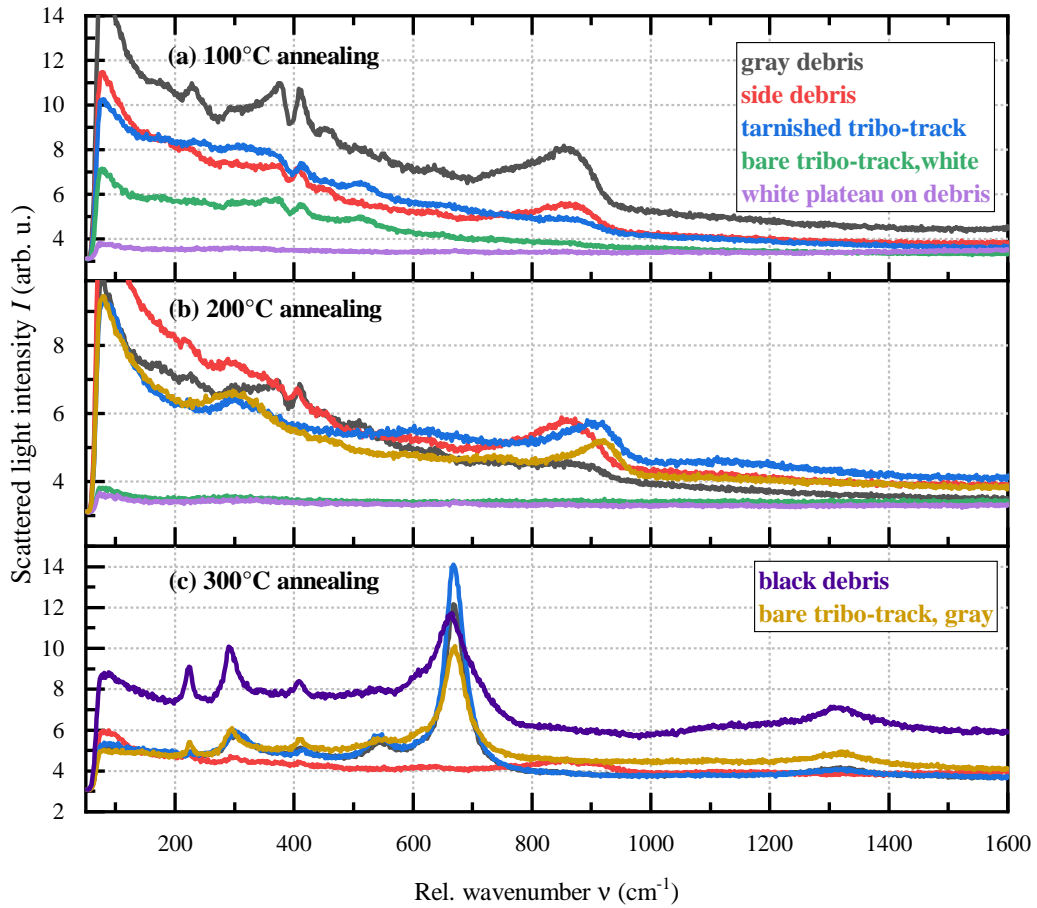 Scattered light intensity I (arb. u.)
14
12
10
8
6
4
(a) 100°C annealing
gray debris
side debris
tarnished tribo-track
bare tribo-track,white
white plateau on debris
8
6
4
(b) 200°C annealing
14
12
10
8
6
4
2
(c) 300°C annealing
black debris
bare tribo-track, gray
200 400 600 800 1000 1200 1400 1600
Rel. wavenumber ν (cm⁻¹)